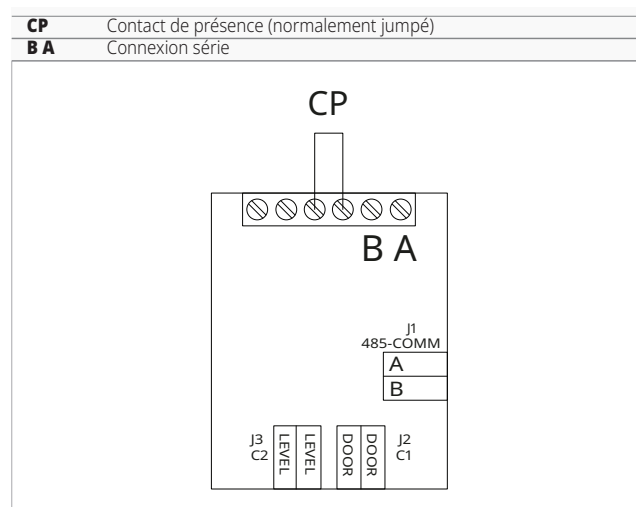 CP Contact de présence (normalement jumpé)
B A Connexion série
CP
B A
J1
485-COMM
A
B
J3
C2
LEVEL
LEVEL
DOOR
DOOR
J2
C1